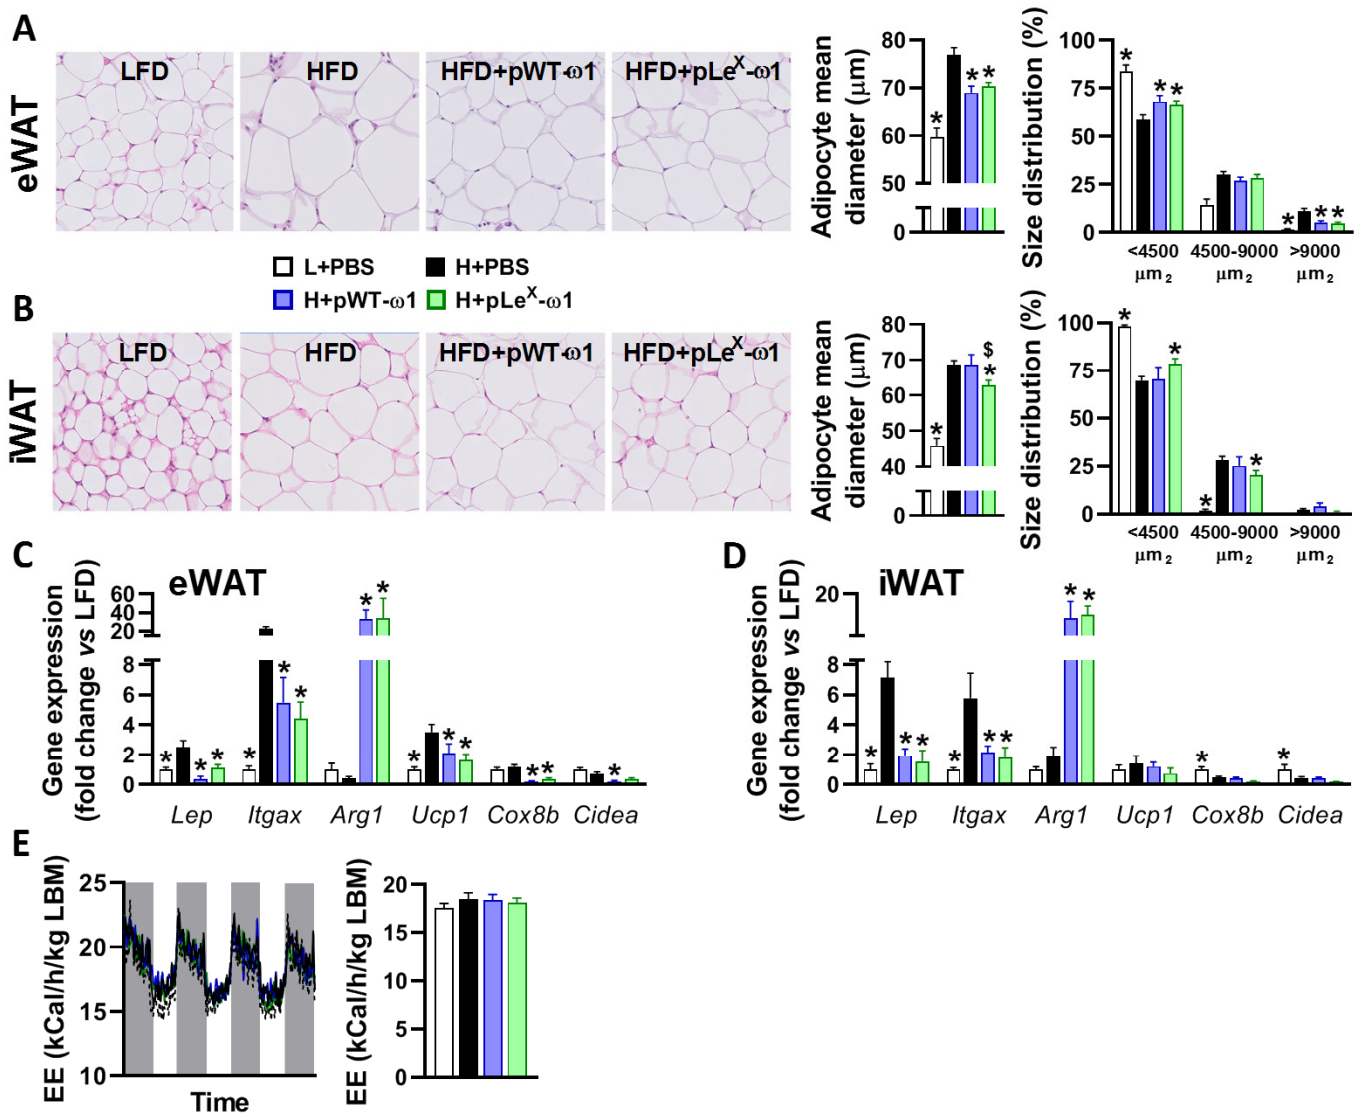 A
eWAT
LFD
HFD
HFD+pWT-ω1
HFD+pLeX-ω1
Adipocyte mean
diameter (μm)
80
70
60
50
0
*
*
*
Size distribution (%)
100
75
50
25
0
*
*
*
*
*
*
<4500
μm2
4500-9000
μm2
>9000
μm2
L+PBS
H+PBS
H+pWT-ω1
H+pLeX-ω1
B
iWAT
LFD
HFD
HFD+pWT-ω1
HFD+pLeX-ω1
Adipocyte mean
diameter (μm)
80
70
60
50
40
0
*
$
*
Size distribution (%)
100
75
50
25
0
*
*
*
*
<4500
μm2
4500-9000
μm2
>9000
μm2
C
eWAT
Gene expression
(fold change vs LFD)
60
40
20
8
6
4
2
0
* * *
* * *
* *
* * *
* *
*
Lep Itgax Arg1 Ucp1 Cox8b Cidea
D
iWAT
Gene expression
(fold change vs LFD)
20
8
6
4
2
0
* * *
* * *
* *
*
*
Lep Itgax Arg1 Ucp1 Cox8b Cidea
E
EE (kCal/h/kg LBM)
25
20
15
10
Time
EE (kCal/h/kg LBM)
20
15
10
5
0